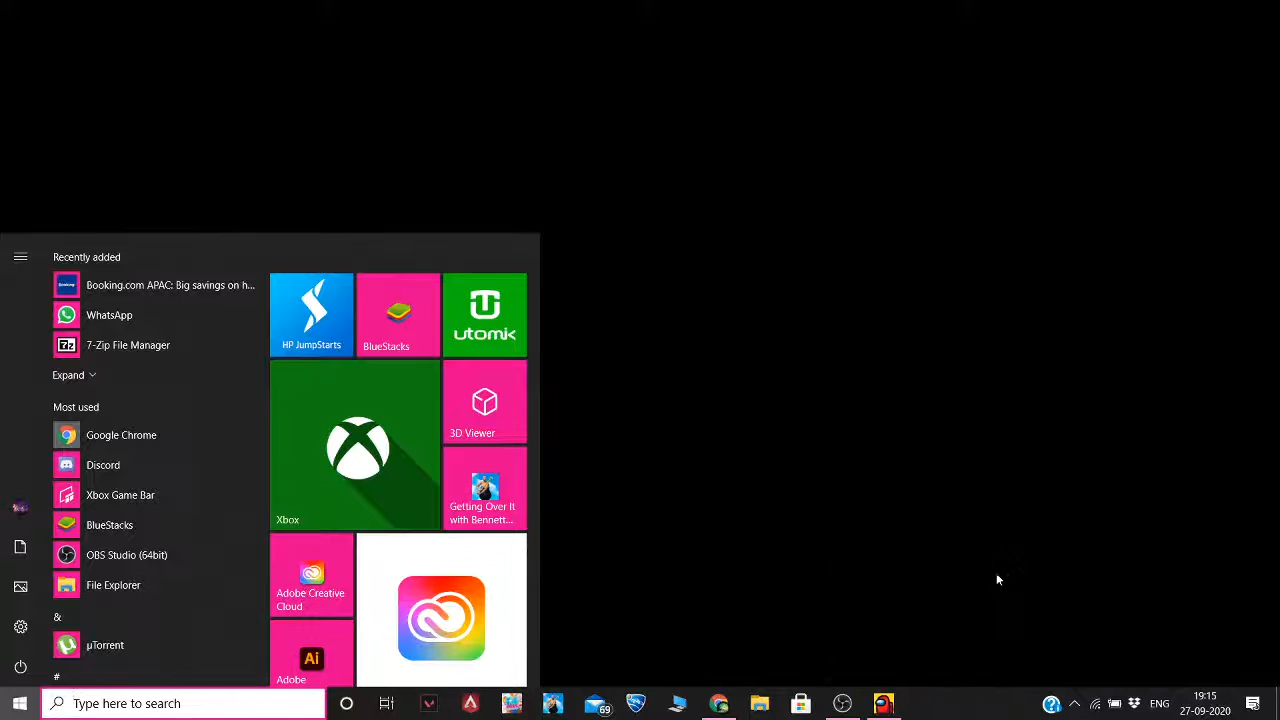 Recently added
Booking.com APAC: Big savings on h...
WhatsApp
7-Zip File Manager
Expand
Most used
Google Chrome
Discord
Xbox Game Bar
BlueStacks
OBS Studio (64bit)
File Explorer
&
µTorrent
#
HP JumpStarts
BlueStacks
utomik
Xbox
3D Viewer
Getting Over It
with Bennett...
Adobe Creative
Cloud
Ai
Adobe
Type here to search
69
ENG
19:15
27-09-2020